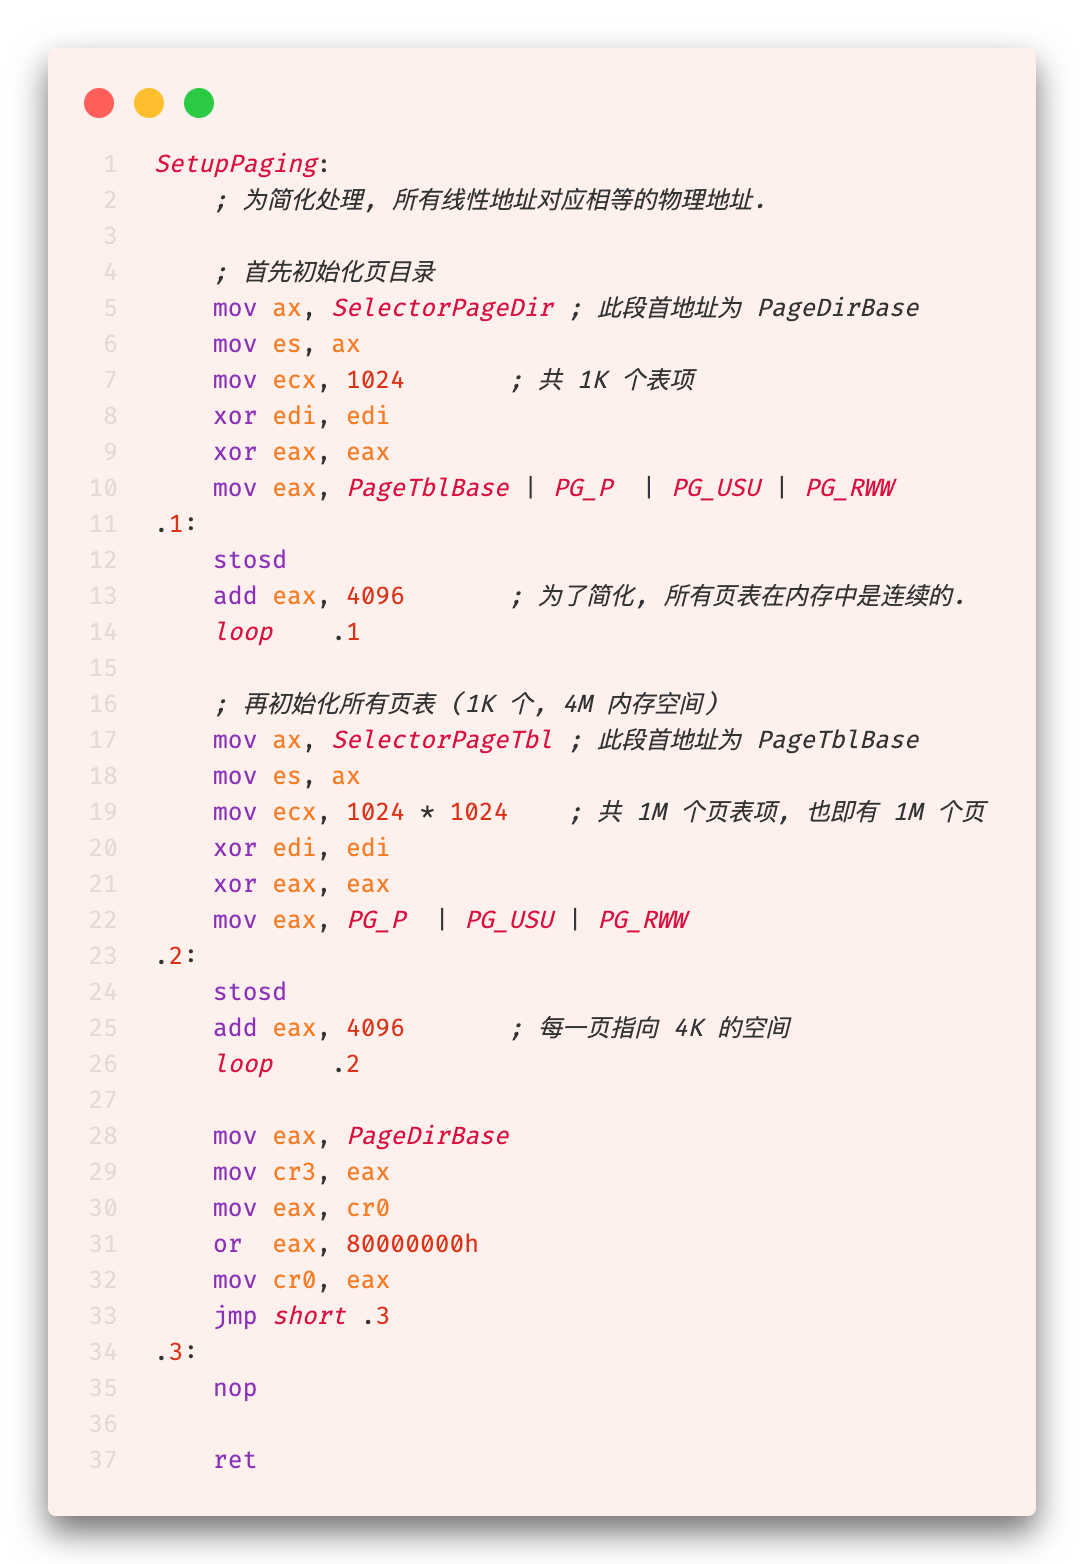 1 SetupPaging:
2 ; 为简化处理, 所有线性地址对应相等的物理地址.
3
4 ; 首先初始化页目录
5 mov ax, SelectorPageDir ; 此段首地址为 PageDirBase
6 mov es, ax
7 mov ecx, 1024 ; 共 1K 个表项
8 xor edi, edi
9 xor eax, eax
10 mov eax, PageTblBase | PG_P | PG_USU | PG_RWW
11 .1:
12 stosd
13 add eax, 4096 ; 为了简化, 所有页表在内存中是连续的.
14 loop .1
15
16 ; 再初始化所有页表 (1K 个, 4M 内存空间)
17 mov ax, SelectorPageTbl ; 此段首地址为 PageTblBase
18 mov es, ax
19 mov ecx, 1024 * 1024 ; 共 1M 个页表项, 也即有 1M 个页
20 xor edi, edi
21 xor eax, eax
22 mov eax, PG_P | PG_USU | PG_RWW
23 .2:
24 stosd
25 add eax, 4096 ; 每一页指向 4K 的空间
26 loop .2
27
28 mov eax, PageDirBase
29 mov cr3, eax
30 mov eax, cr0
31 or eax, 80000000h
32 mov cr0, eax
33 jmp short .3
34 .3:
35 nop
36
37 ret